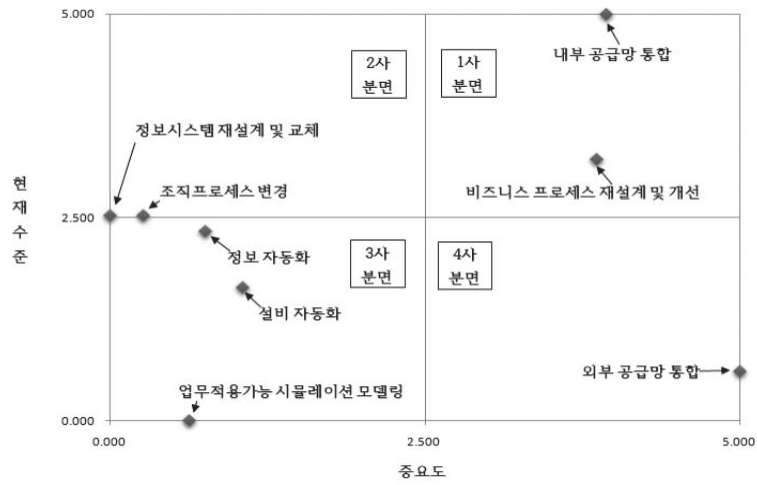 5.000
2사
분면
1사
분면
내부 공급망 통합
정보시스템 재설계 및 교체
조직프로세스 변경
비즈니스 프로세스 재설계 및 개선
현
재
수
준
2.500
정보 자동화
3사
분면
4사
분면
설비 자동화
외부 공급망 통합
업무적용가능 시뮬레이션 모델링
0.000
0.000
2.500
5.000
중요도